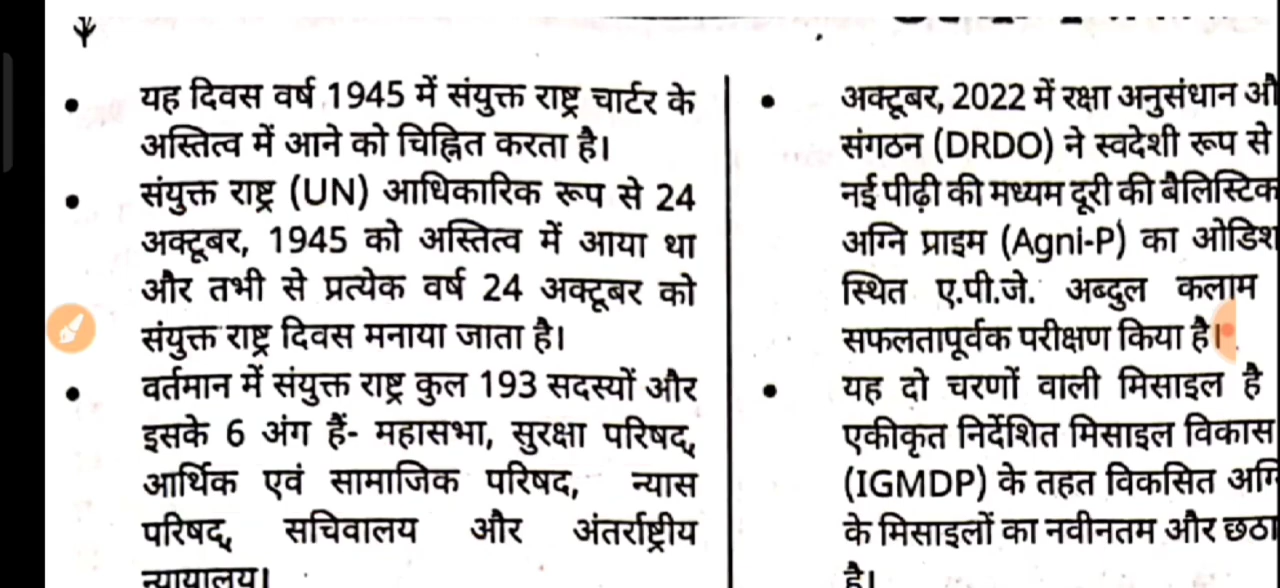 यह दिवस वर्ष 1945 में संयुक्त राष्ट्र चार्टर के
अस्तित्व में आने को चिह्नित करता है।
संयुक्त राष्ट्र (UN) आधिकारिक रूप से 24
अक्टूबर, 1945 को अस्तित्व में आया था
और तभी से प्रत्येक वर्ष 24 अक्टूबर को
संयुक्त राष्ट्र दिवस मनाया जाता है।
वर्तमान में संयुक्त राष्ट्र कुल 193 सदस्यों और
इसके 6 अंग हैं- महासभा, सुरक्षा परिषद्,
आर्थिक एवं सामाजिक परिषद, न्यास
परिषद्, सचिवालय और अंतर्राष्ट्रीय
न्यायालय।
अक्टूबर, 2022 में रक्षा अनुसंधान
संगठन (DRDO) ने स्वदेशी रूप से
नई पीढ़ी की मध्यम दूरी की बैलिस्टिक
अग्नि प्राइम (Agni-P) का
स्थित ए.पी.जे. अब्दुल कलाम
सफलतापूर्वक परीक्षण किया है।
यह दो चरणों वाली मिसाइल है
एकीकृत निर्देशित मिसाइल विकास
(IGMDP) के तहत विकसित
के मिसाइलों का नवीनतम और छठा
है।